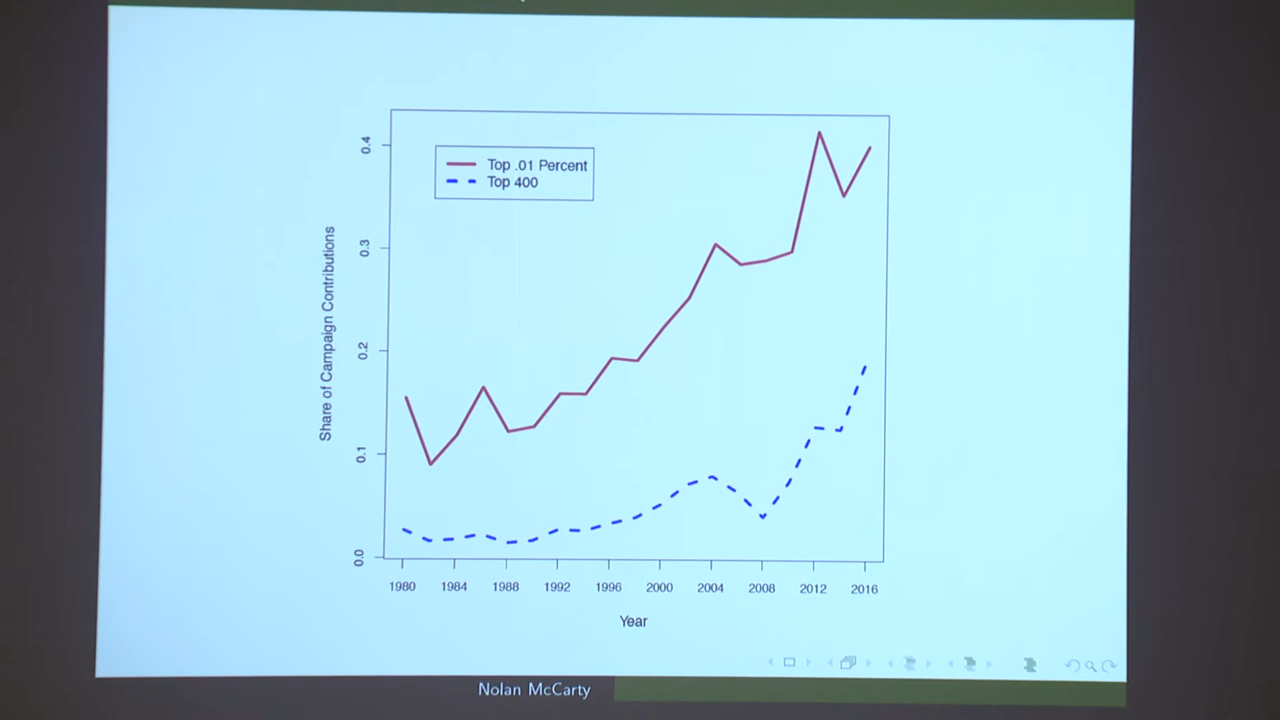 Top .01 Percent
Top 400
Share of Campaign Contributions
0.4
0.3
0.2
0.1
0.0
1980 1984 1988 1992 1996 2000 2004 2008 2012 2016
Year
Nolan McCarty